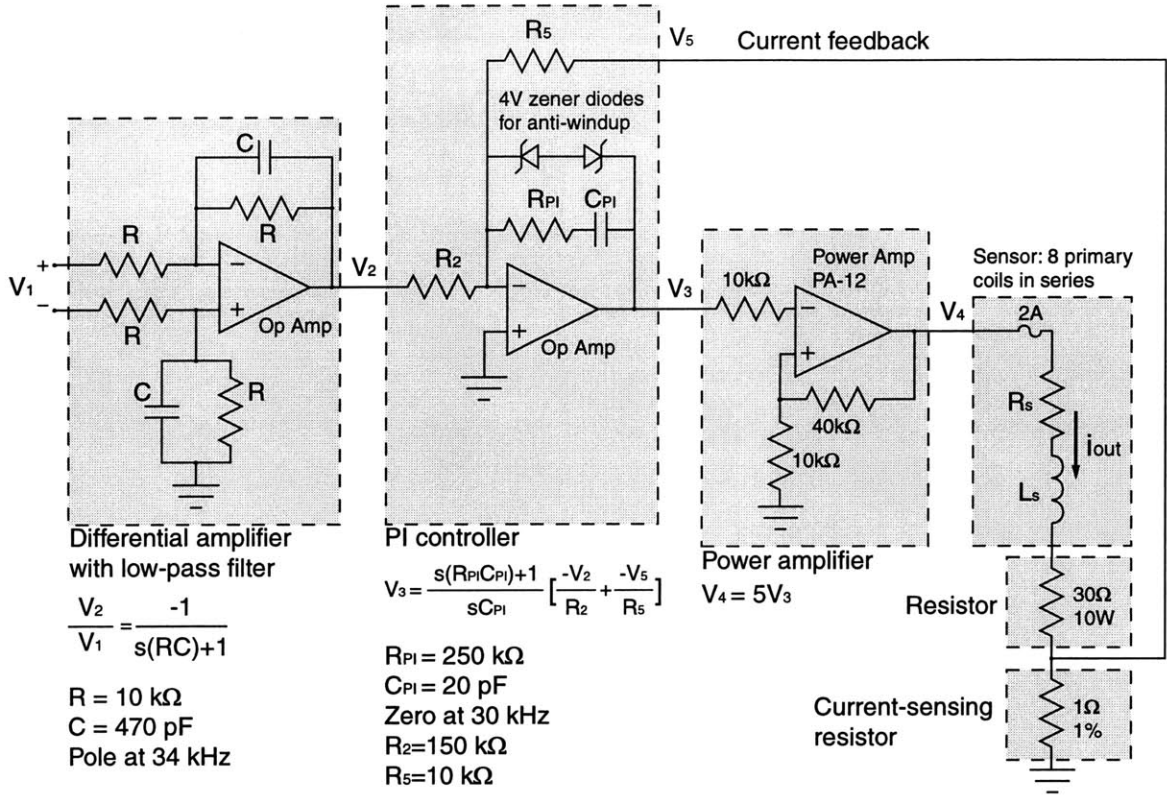 R5
V5
Current feedback
4V zener diodes
for anti-windup
C
RPI
CPI
R
R
V2
R2
+
V1
−
−
+
Op Amp
R
−
+
Op Amp
V3
10kΩ
Power Amp
PA-12
−
+
V4
Sensor: 8 primary
coils in series
2A
Rs
iout
Ls
C
R
40kΩ
10kΩ
Differential amplifier
with low-pass filter
V2/V1 = -1/s(RC)+1
R = 10 kΩ
C = 470 pF
Pole at 34 kHz
PI controller
V3= s(RPICPI)+1/sCPI [-V2/R2 + -V5/R5]
RPI = 250 kΩ
CPI = 20 pF
Zero at 30 kHz
R2=150 kΩ
R5=10 kΩ
Power amplifier
V4 = 5V3
Resistor
30Ω
10W
Current-sensing
resistor
1Ω
1%